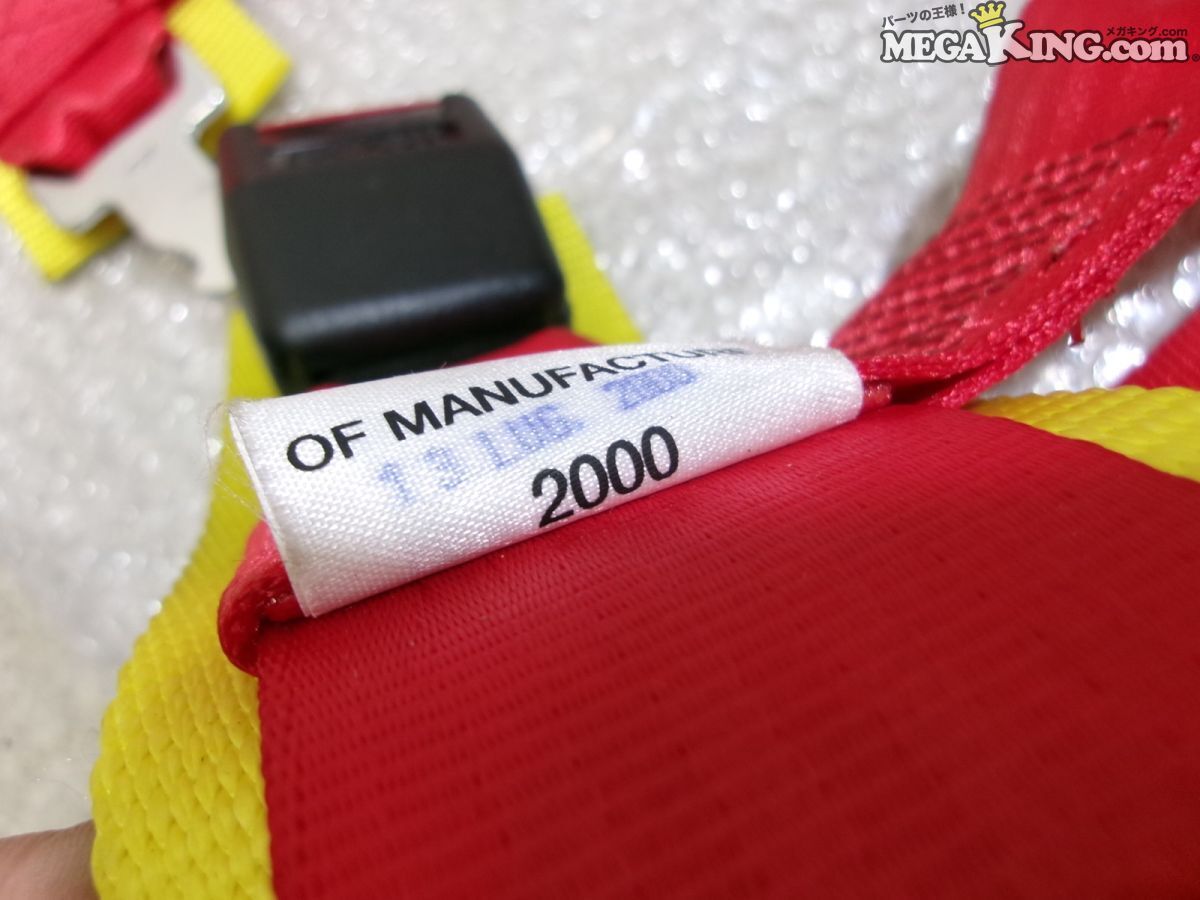 パーツの王様！
メガキング.com
MEGAKING.com®
OF MANUFACTURE
13 LUG. 2000
2000